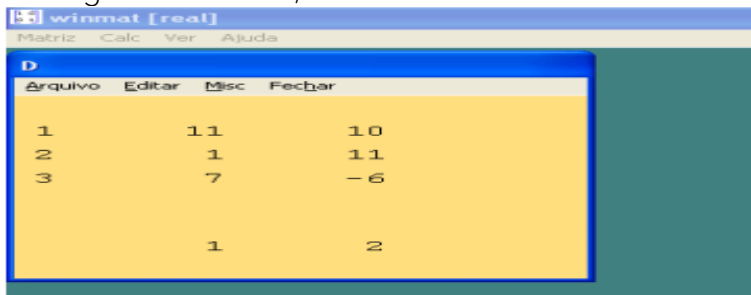 winmat [real]
Matriz Calc Ver Ajuda
D
Arquivo Editar Misc Fechar
1 11 10
2 1 11
3 7 -6
1 2